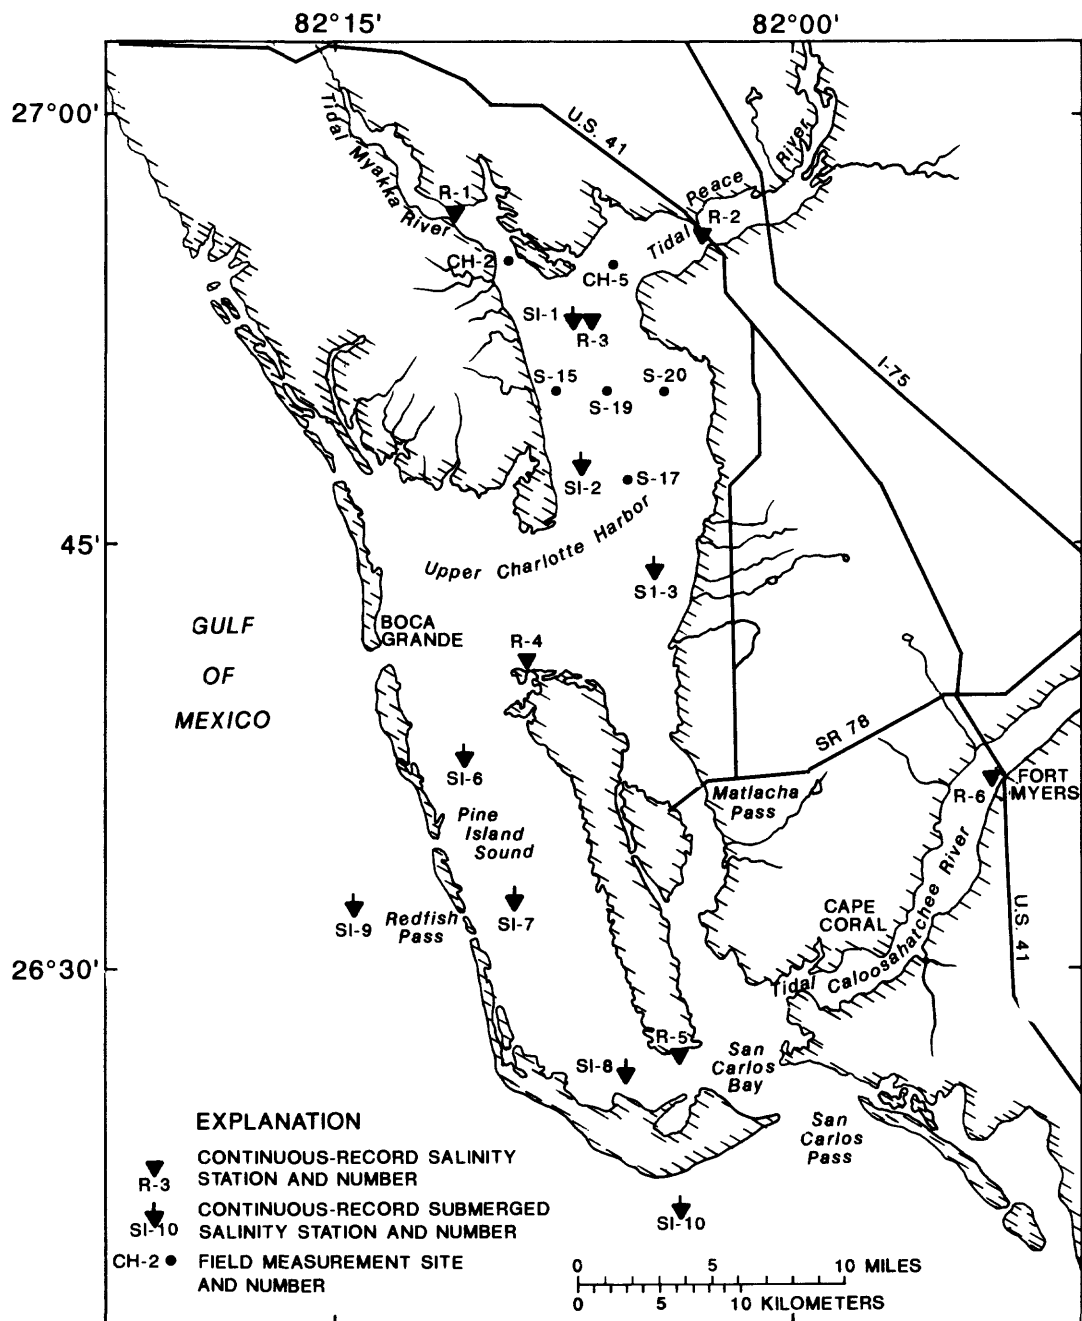 82°15'
82°00'
27°00'
45'
26°30'
U.S. 41
Tidal Myakka River
R-1
Peace
River
Tidal
R-2
CH-2
CH-5
SI-1
R-3
I-75
S-15
S-20
S-19
SI-2
S-17
Upper Charlotte Harbor
S1-3
GULF
OF
MEXICO
BOCA
GRANDE
R-4
SR 78
SI-6
Matlacha
Pass
R-6
FORT
MYERS
Pine
Island
Sound
SI-9
Redfish
Pass
SI-7
CAPE
CORAL
U.S. 41
Tidal Caloosahatchee River
R-5
SI-8
San
Carlos
Bay
San
Carlos
Pass
SI-10
EXPLANATION
R-3
CONTINUOUS-RECORD SALINITY
STATION AND NUMBER
SI-10
CONTINUOUS-RECORD SUBMERGED
SALINITY STATION AND NUMBER
CH-2
FIELD MEASUREMENT SITE
AND NUMBER
0 5 10 MILES
0 5 10 KILOMETERS